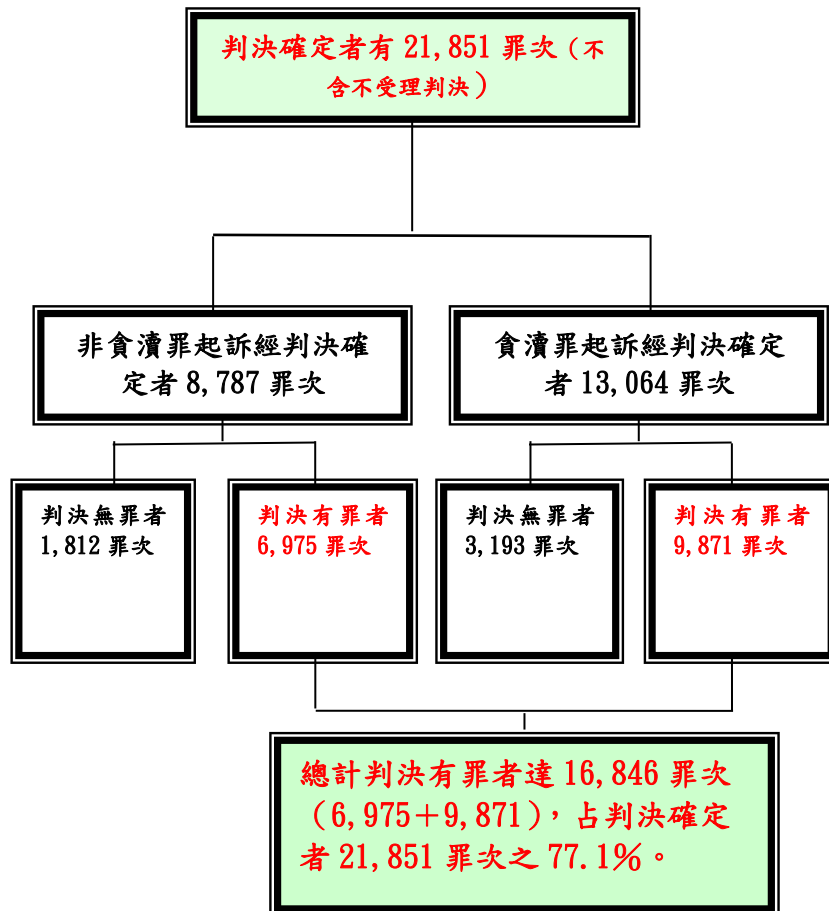 判決確定者有 21,851 罪次（不
含不受理判決）
非貪瀆罪起訴經判決確
定者 8,787 罪次
貪瀆罪起訴經判決確定
者 13,064 罪次
判決無罪者
1,812 罪次
判決有罪者
6,975 罪次
判決無罪者
3,193 罪次
判決有罪者
9,871 罪次
總計判決有罪者達 16,846 罪次
（6,975＋9,871），占判決確定
者 21,851 罪次之 77.1％。